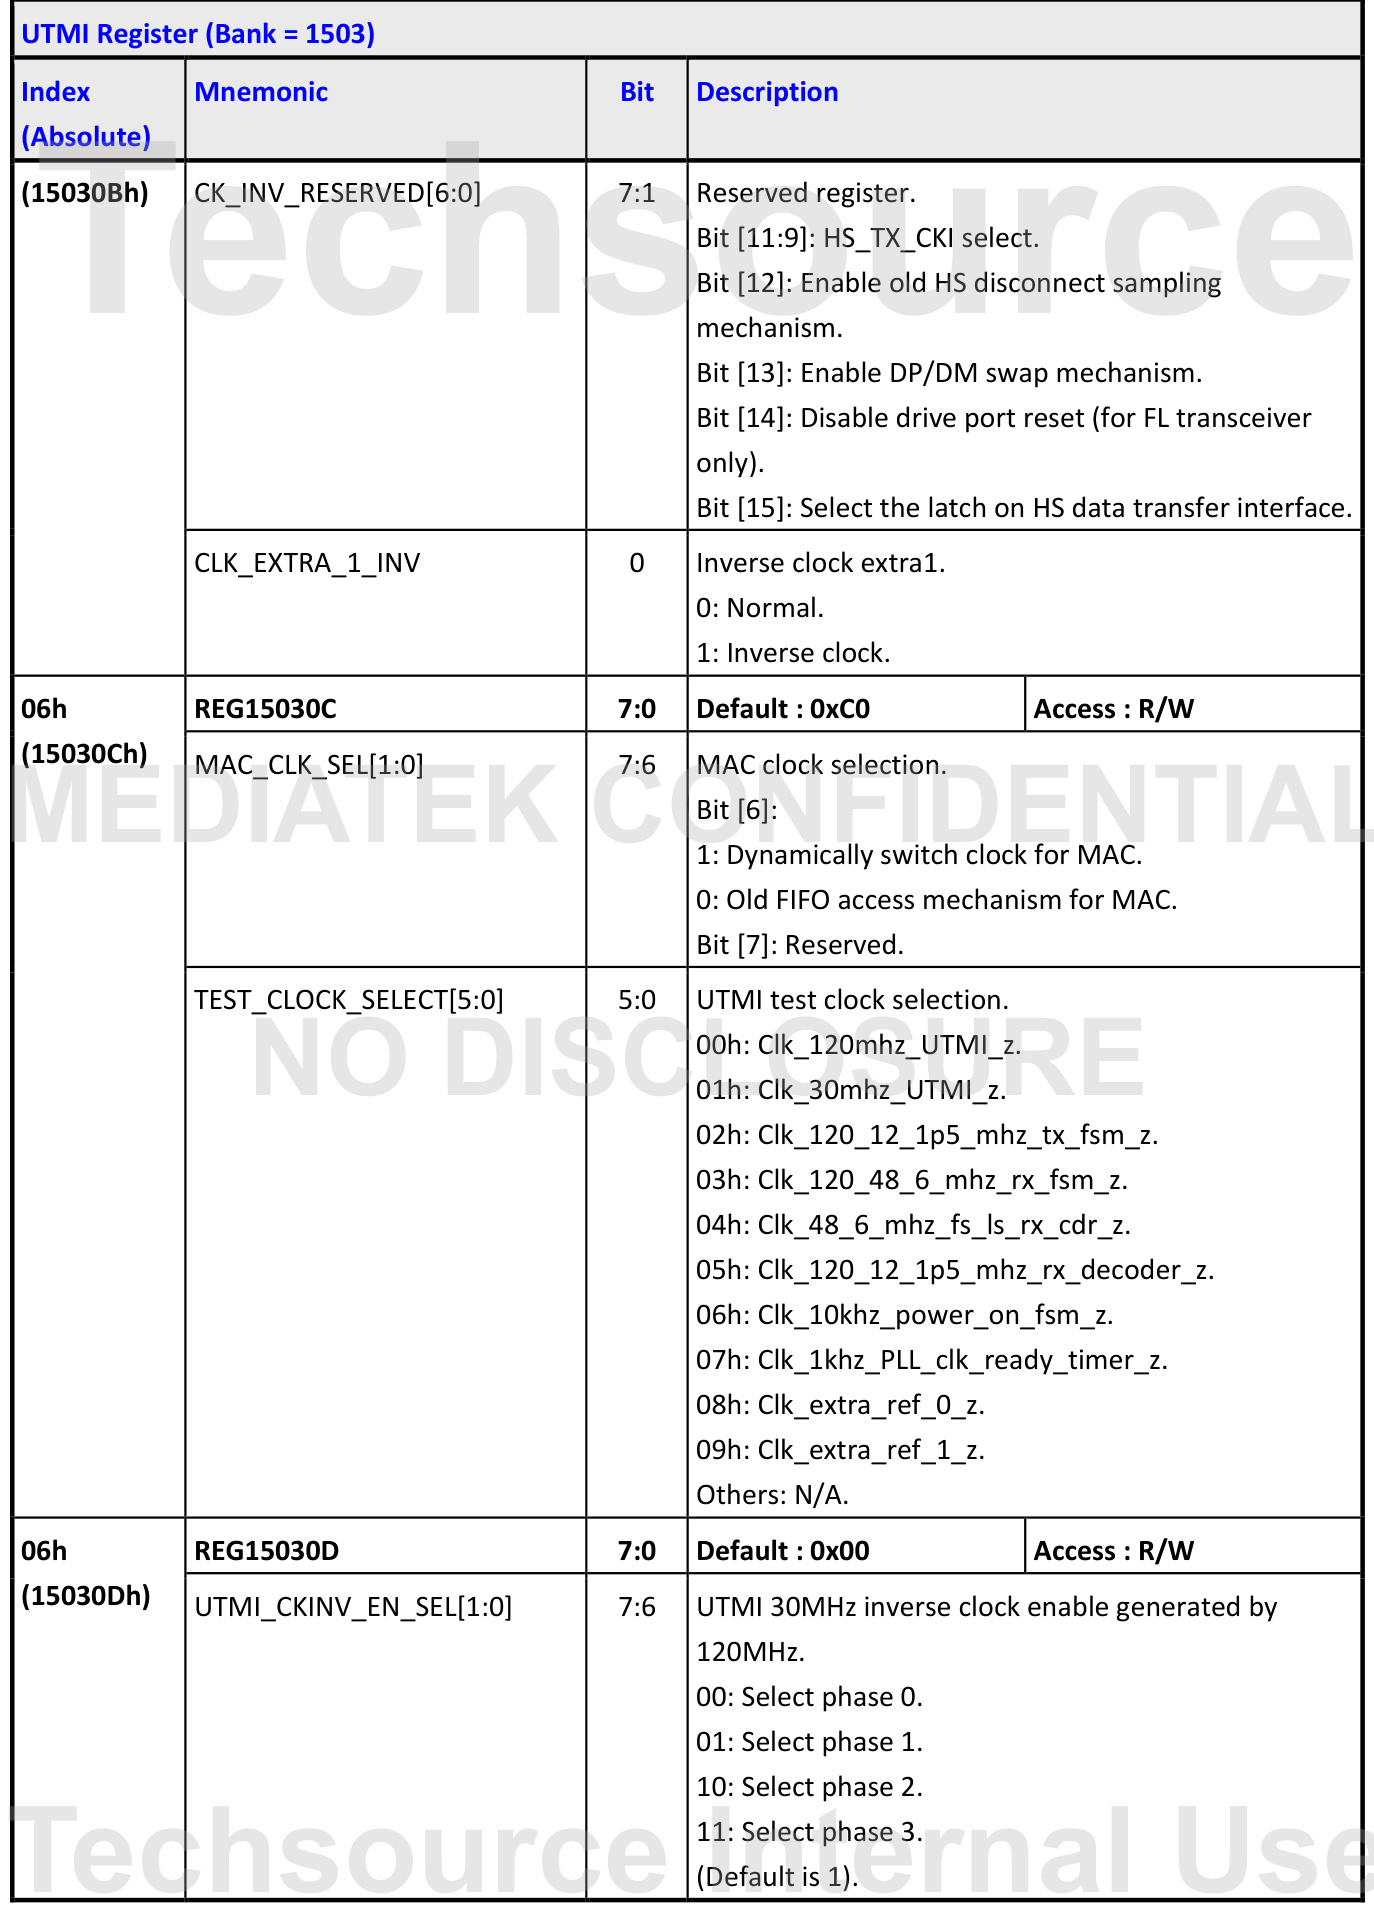 UTMI Register (Bank = 1503)
Index (Absolute) Mnemonic Bit Description
(15030Bh) CK_INV_RESERVED[6:0] 7:1 Reserved register.
Bit [11:9]: HS_TX_CKI select.
Bit [12]: Enable old HS disconnect sampling
mechanism.
Bit [13]: Enable DP/DM swap mechanism.
Bit [14]: Disable drive port reset (for FL transceiver
only).
Bit [15]: Select the latch on HS data transfer interface.
CLK_EXTRA_1_INV 0 Inverse clock extra1.
0: Normal.
1: Inverse clock.
06h REG15030C 7:0 Default : 0xC0 Access : R/W
(15030Ch) MAC_CLK_SEL[1:0] 7:6 MAC clock selection.
Bit [6]:
1: Dynamically switch clock for MAC.
0: Old FIFO access mechanism for MAC.
Bit [7]: Reserved.
TEST_CLOCK_SELECT[5:0] 5:0 UTMI test clock selection.
00h: Clk_120mhz_UTMI_z.
01h: Clk_30mhz_UTMI_z.
02h: Clk_120_12_1p5_mhz_tx_fsm_z.
03h: Clk_120_48_6_mhz_rx_fsm_z.
04h: Clk_48_6_mhz_fs_ls_rx_cdr_z.
05h: Clk_120_12_1p5_mhz_rx_decoder_z.
06h: Clk_10khz_power_on_fsm_z.
07h: Clk_1khz_PLL_clk_ready_timer_z.
08h: Clk_extra_ref_0_z.
09h: Clk_extra_ref_1_z.
Others: N/A.
06h REG15030D 7:0 Default : 0x00 Access : R/W
(15030Dh) UTMI_CKINV_EN_SEL[1:0] 7:6 UTMI 30MHz inverse clock enable generated by
120MHz.
00: Select phase 0.
01: Select phase 1.
10: Select phase 2.
11: Select phase 3.
(Default is 1).
Techsource
MEDIATEK CONFIDENTIAL
NO DISCLOSURE
Techsource Internal Use